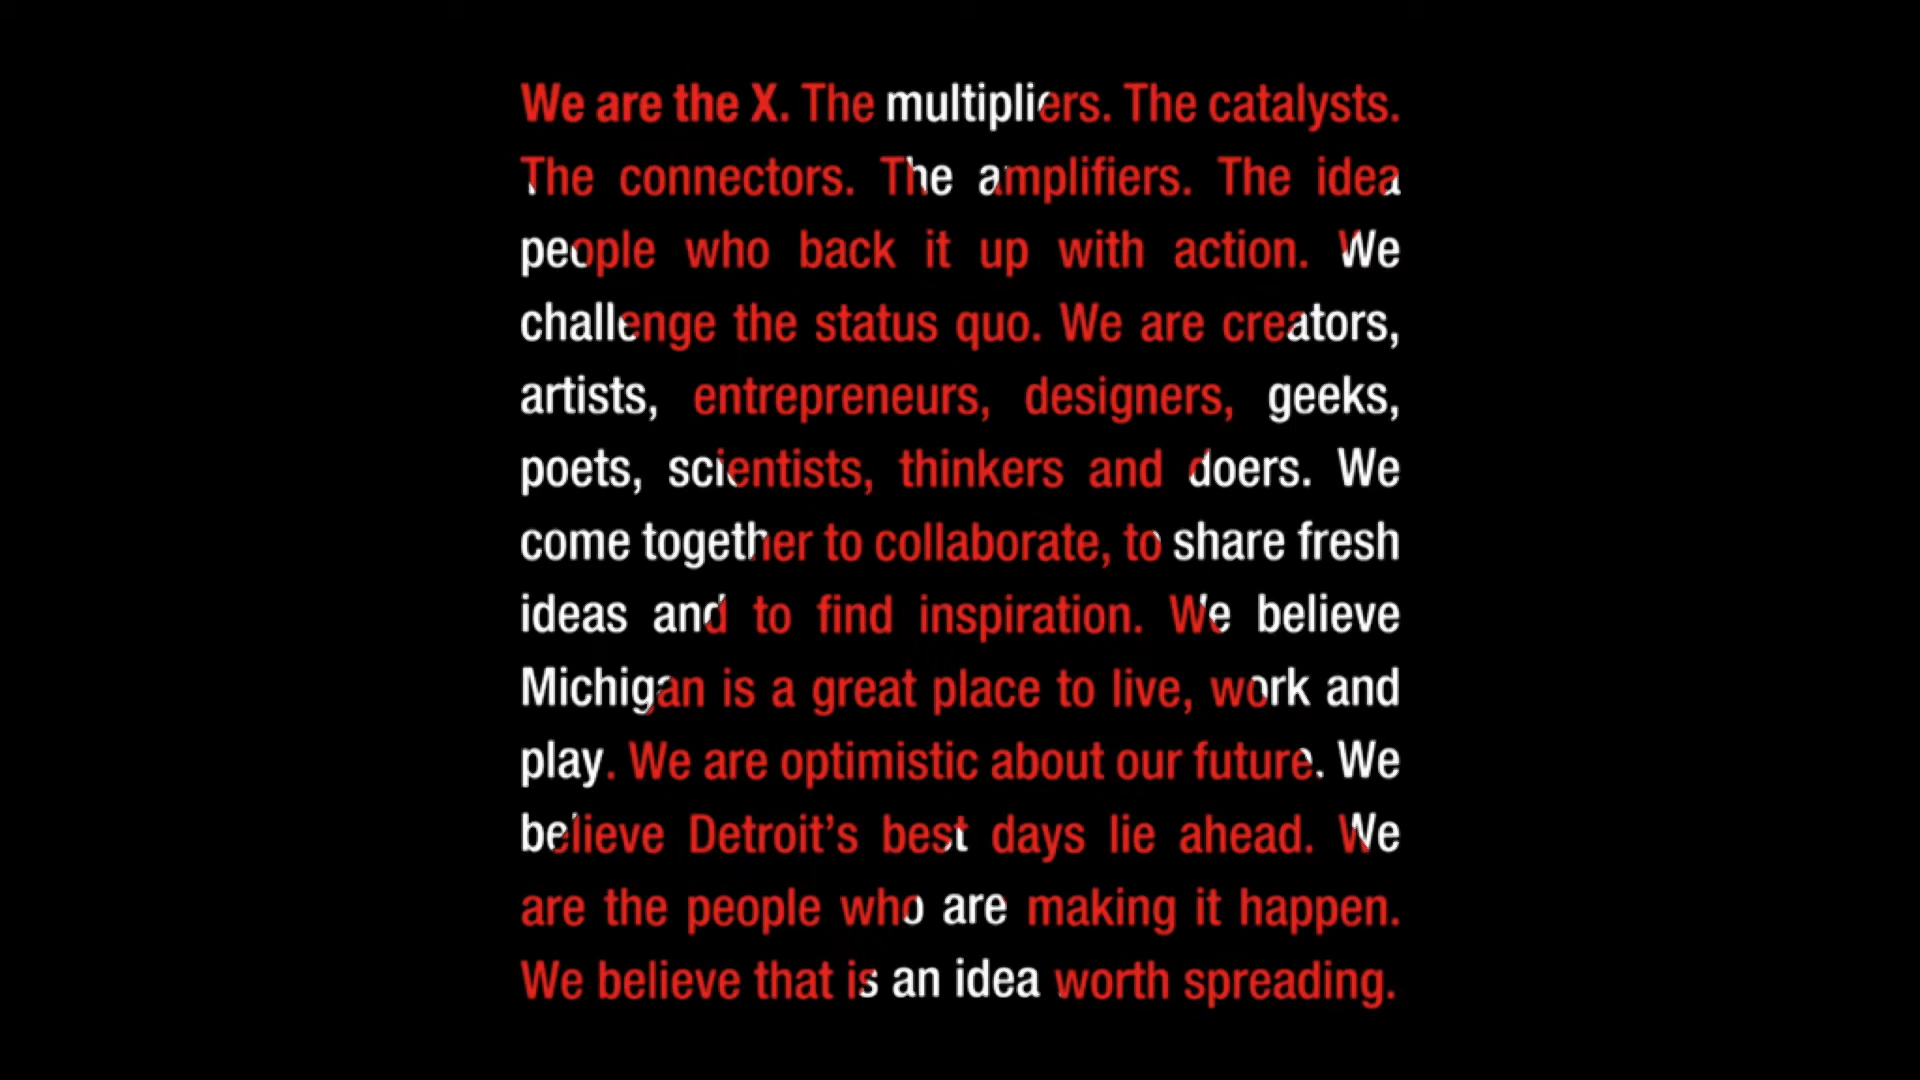 We are the X. The multipliers. The catalysts.
The connectors. The amplifiers. The idea
people who back it up with action. We
challenge the status quo. We are creators,
artists, entrepreneurs, designers, geeks,
poets, scientists, thinkers and doers. We
come together to collaborate, to share fresh
ideas and to find inspiration. We believe
Michigan is a great place to live, work and
play. We are optimistic about our future. We
believe Detroit’s best days lie ahead. We
are the people who are making it happen.
We believe that is an idea worth spreading.